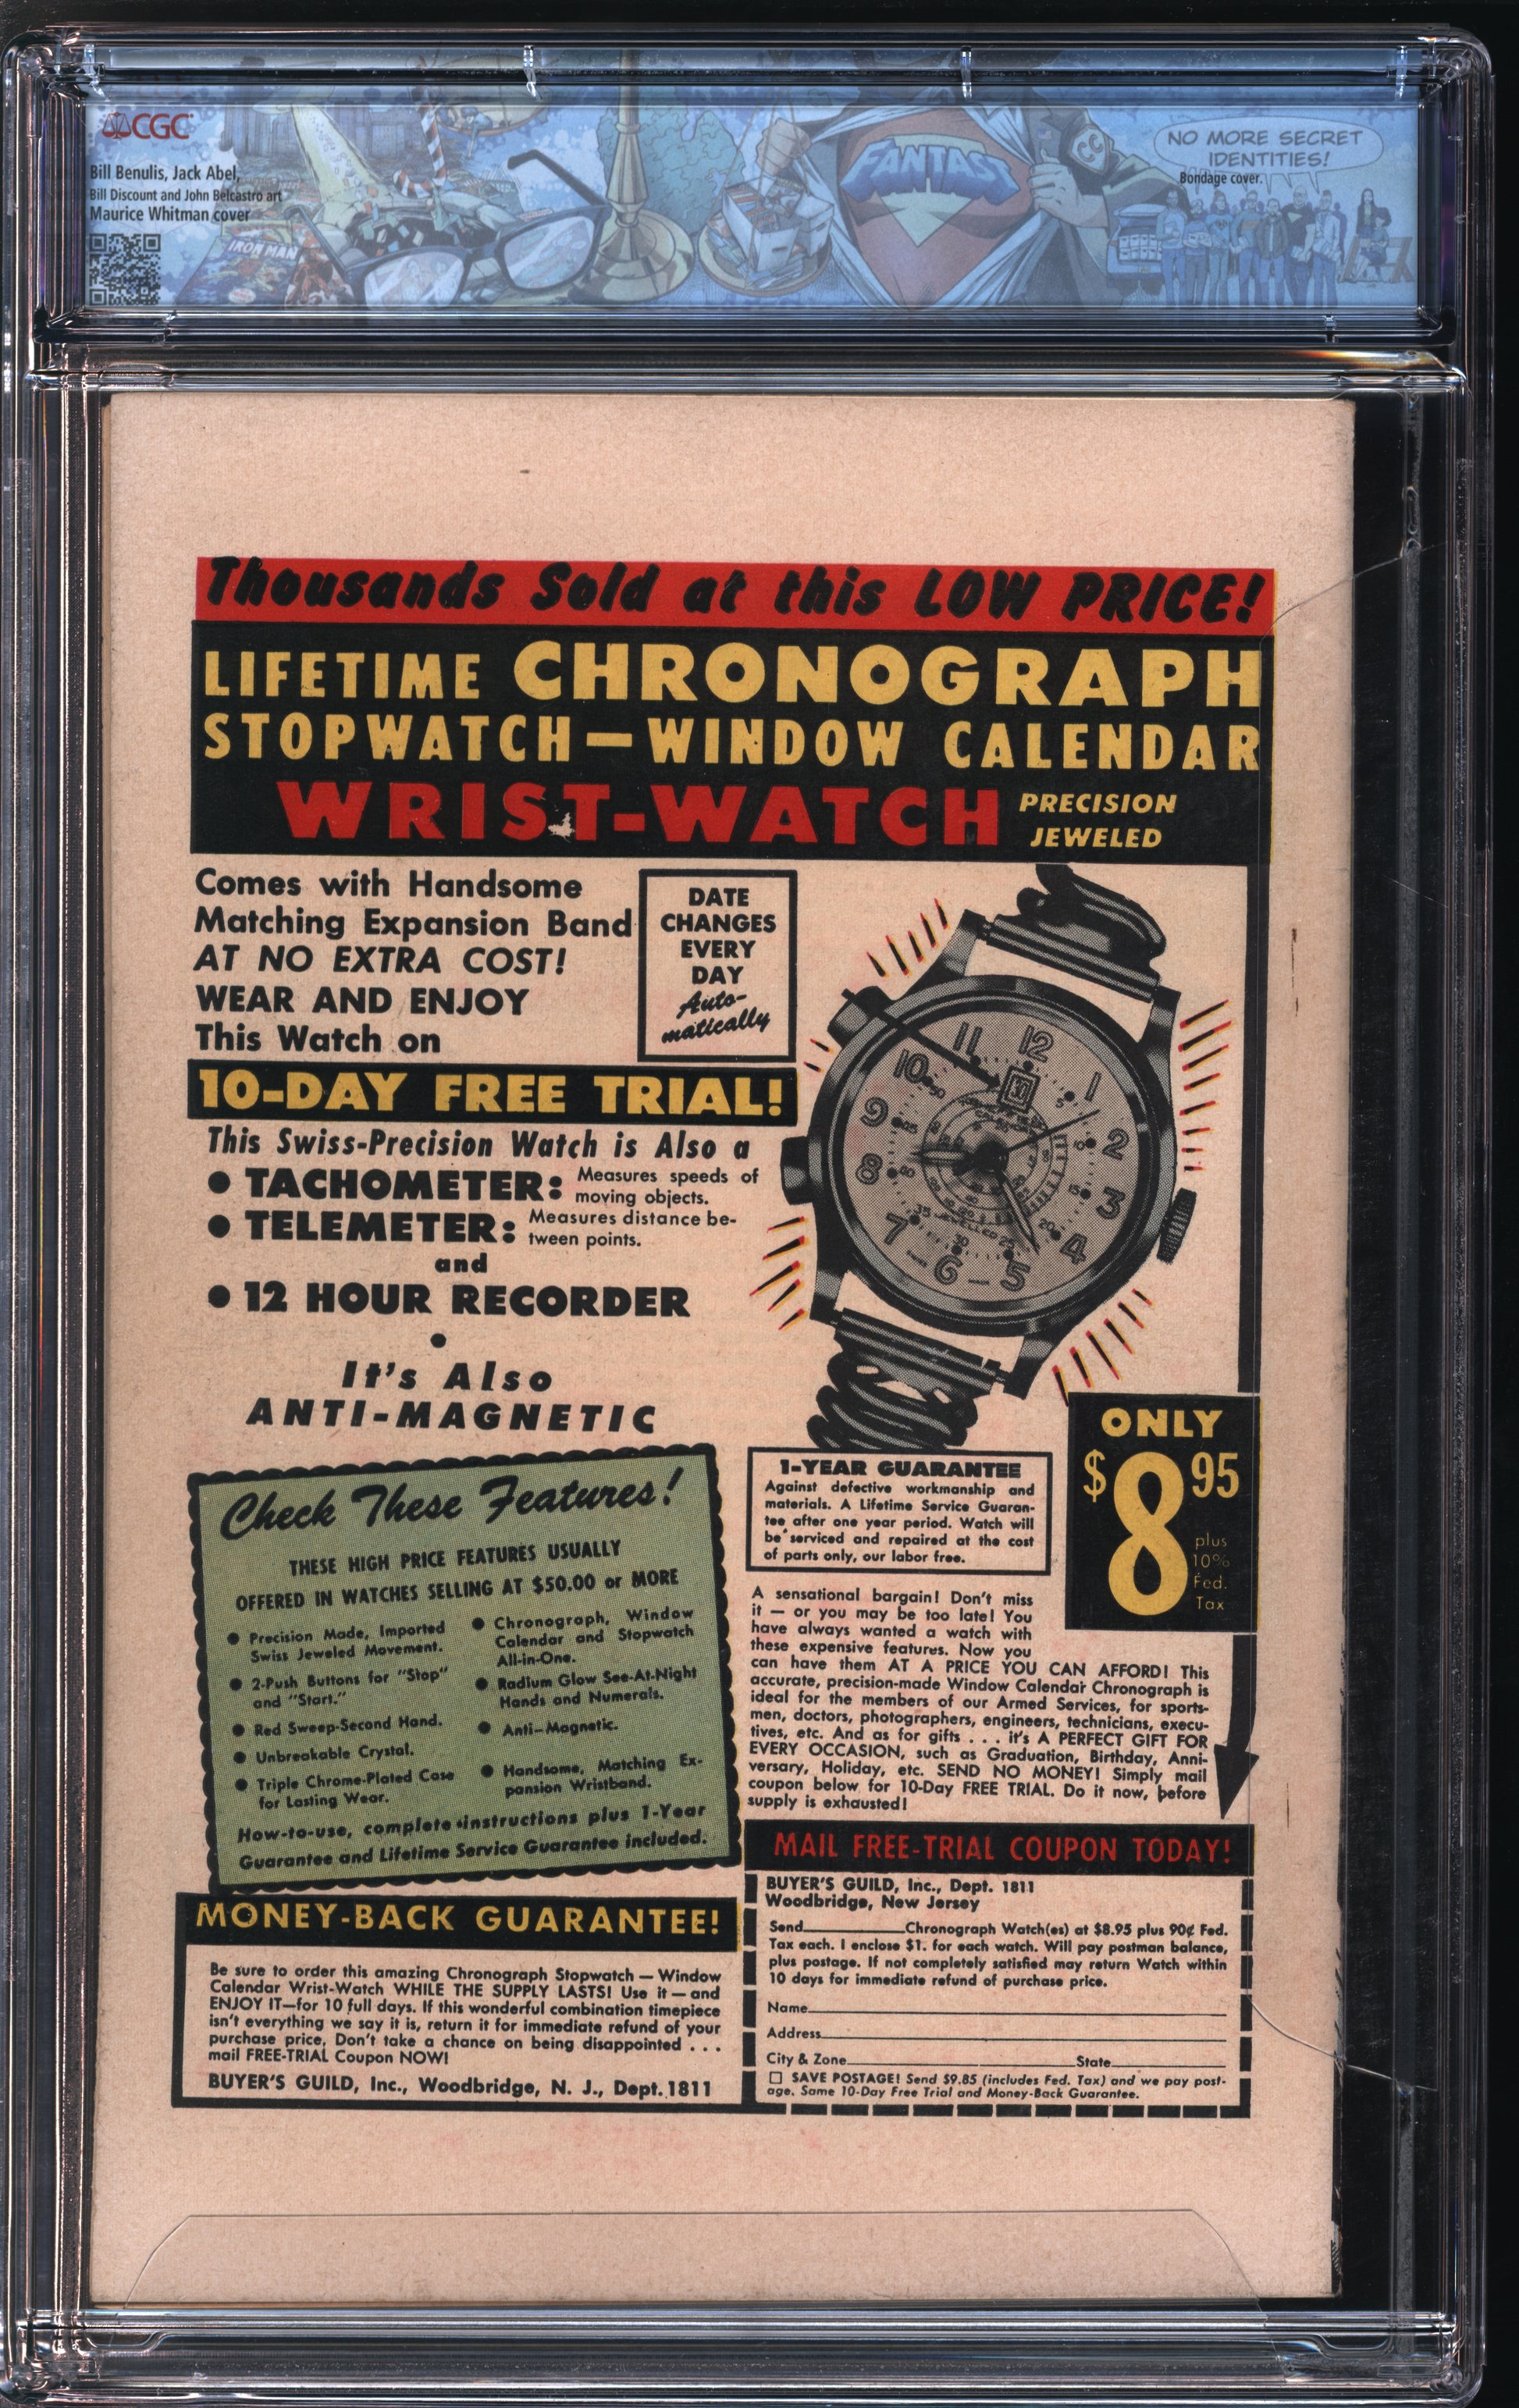 CGC
Bill Benulis, Jack Abel,
Bill Discount and John Belcastro art
Maurice Whitman cover
IRON MAN
FANTAST
CC
NO MORE SECRET
IDENTITIES!
Bondage cover.
Thousands Sold at this LOW PRICE!
LIFETIME CHRONOGRAPH
STOPWATCH—WINDOW CALENDAR
WRIST-WATCH
PRECISION
JEWELED
Comes with Handsome
Matching Expansion Band
AT NO EXTRA COST!
WEAR AND ENJOY
This Watch on
DATE
CHANGES
EVERY
DAY
Auto-
matically
10-DAY FREE TRIAL!
This Swiss-Precision Watch is Also a
● TACHOMETER: Measures speeds of
moving objects.
● TELEMETER: Measures distance be-
tween points.
and
● 12 HOUR RECORDER
●
It's Also
ANTI-MAGNETIC
12
1
2
3
4
5
6
7
8
9
10
11
Check These Features!
THESE HIGH PRICE FEATURES USUALLY
OFFERED IN WATCHES SELLING AT $50.00 or MORE
● Precision Made, Imported
Swiss Jeweled Movement.
● 2-Push Buttons for "Stop"
and "Start."
● Red Sweep-Second Hand.
● Unbreakable Crystal.
● Triple Chrome-Plated Case
for Lasting Wear.
● Chronograph, Window
Calendar and Stopwatch
All-in-One.
● Radium Glow See-At-Night
Hands and Numerals.
● Anti-Magnetic.
● Handsome, Matching Ex-
pansion Wristband.
How-to-use, complete instructions plus 1-Year
Guarantee and Lifetime Service Guarantee included.
1-YEAR GUARANTEE
Against defective workmanship and
materials. A Lifetime Service Guaran-
tee after one year period. Watch will
be serviced and repaired at the cost
of parts only, our labor free.
ONLY
$8.95
plus
10%
Fed.
Tax
A sensational bargain! Don't miss
it — or you may be too late! You
have always wanted a watch with
these expensive features. Now you
can have them AT A PRICE YOU CAN AFFORD! This
accurate, precision-made Window Calendar Chronograph is
ideal for the members of our Armed Services, for sports-
men, doctors, photographers, engineers, technicians, execu-
tives, etc. And as for gifts . . . it's A PERFECT GIFT FOR
EVERY OCCASION, such as Graduation, Birthday, Anni-
versary, Holiday, etc. SEND NO MONEY! Simply mail
coupon below for 10-Day FREE TRIAL. Do it now, before
supply is exhausted!
MONEY-BACK GUARANTEE!
Be sure to order this amazing Chronograph Stopwatch — Window
Calendar Wrist-Watch WHILE THE SUPPLY LASTS! Use it — and
ENJOY IT—for 10 full days. If this wonderful combination timepiece
isn't everything we say it is, return it for immediate refund of your
purchase price. Don't take a chance on being disappointed . . .
mail FREE-TRIAL Coupon NOW!
BUYER'S GUILD, Inc., Woodbridge, N. J., Dept. 1811
MAIL FREE-TRIAL COUPON TODAY!
BUYER'S GUILD, Inc., Dept. 1811
Woodbridge, New Jersey
Send__________Chronograph Watch(es) at $8.95 plus 90¢ Fed.
Tax each. I enclose $1. for each watch. Will pay postman balance,
plus postage. If not completely satisfied may return Watch within
10 days for immediate refund of purchase price.
Name__________
Address__________
City & Zone__________State__________
☐ SAVE POSTAGE! Send $9.85 (includes Fed. Tax) and we pay post-
age. Same 10-Day Free Trial and Money-Back Guarantee.